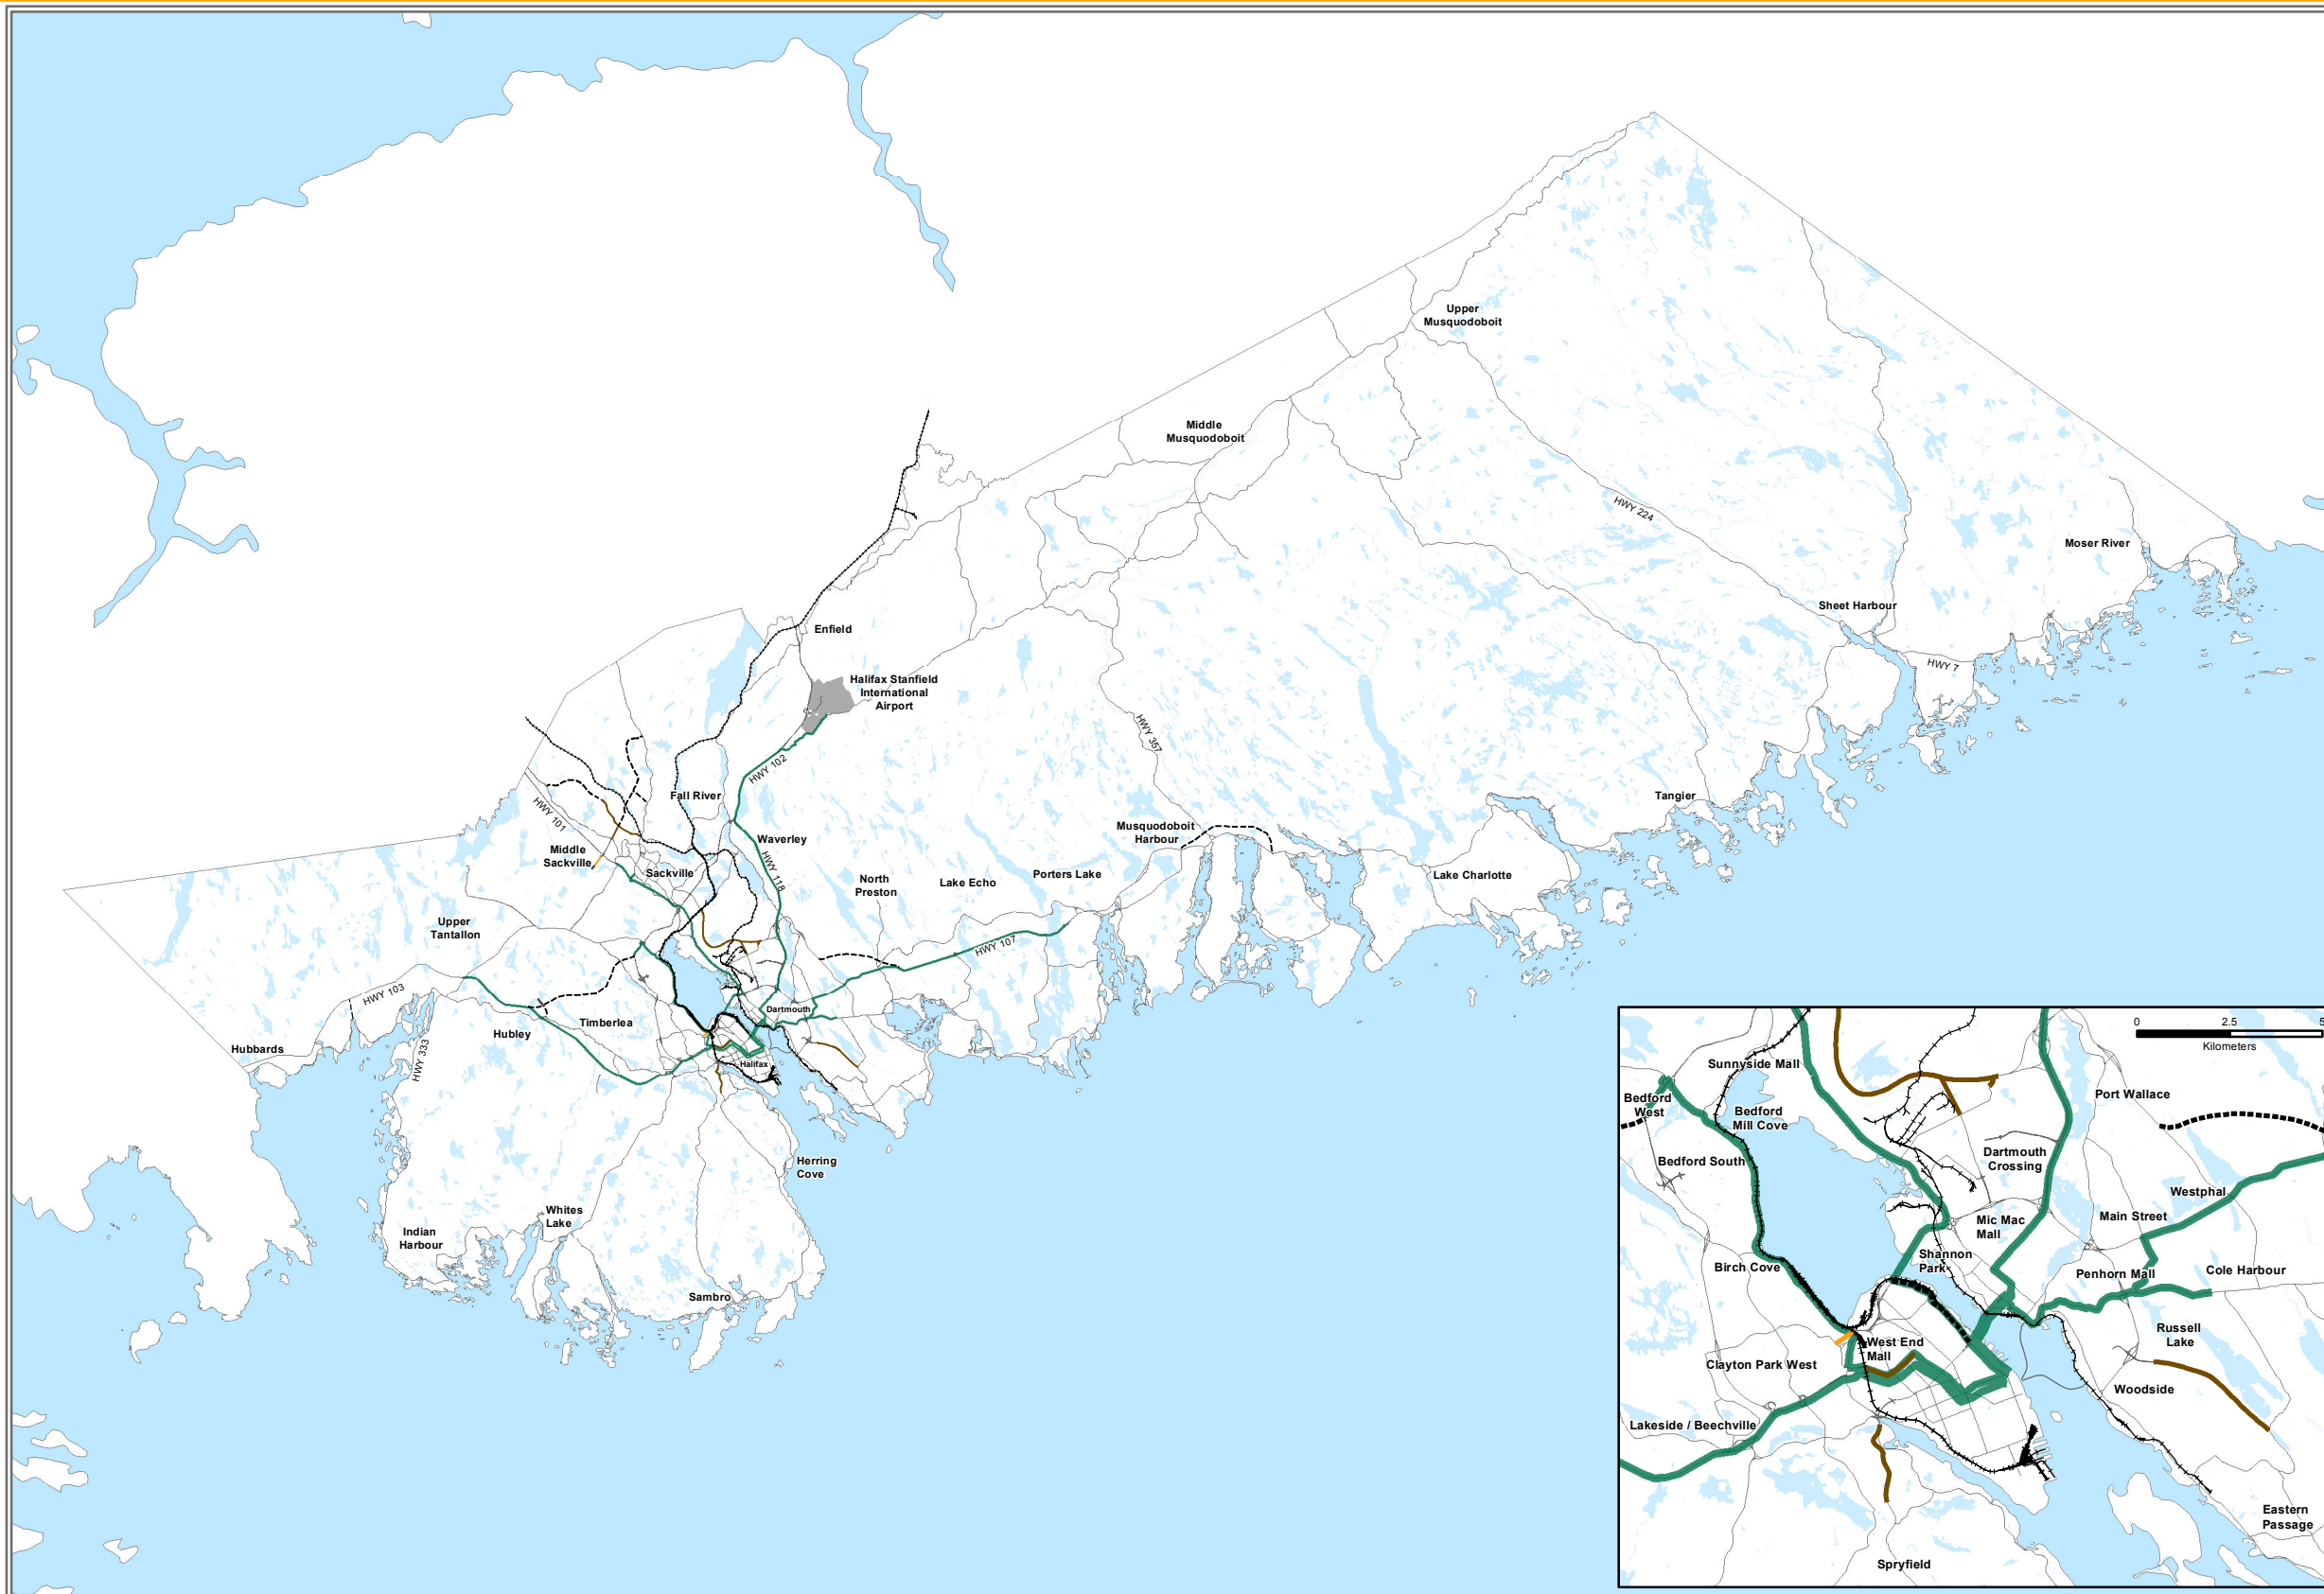 Upper
Musquodoboit
Middle
Musquodoboit
HWY 224
Moser River
Sheet Harbour
Enfield
HWY 7
Halifax Stanfield
International
Airport
HWY 357
HWY 102
Fall River
Tangier
HWY 101
Musquodoboit
Harbour
Waverley
Middle
Sackville
HWY 118
Sackville
North
Preston
Lake Echo
Porters Lake
Lake Charlotte
Upper
Tantallon
HWY 107
HWY 103
Dartmouth
Hubley
Timberlea
Hubbards
HWY 333
Halifax
Herring
Cove
Whites
Lake
Indian
Harbour
Sambro
0 2.5 5
Kilometers
Sunnyside Mall
Port Wallace
Bedford
West
Bedford
Mill Cove
Dartmouth
Crossing
Bedford South
Westphal
Main Street
Mic Mac
Mall
Shannon
Park
Birch Cove
Penhorn Mall
Cole Harbour
Russell
Lake
West End
Mall
Clayton Park West
Woodside
Lakeside / Beechville
Eastern
Passage
Spryfield